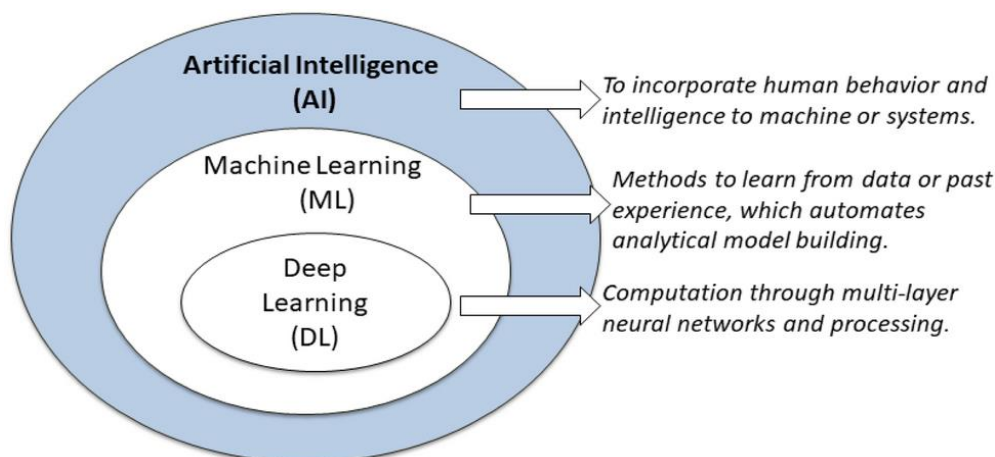 Artificial Intelligence
(AI)
To incorporate human behavior and
intelligence to machine or systems.
Machine Learning
(ML)
Methods to learn from data or past
experience, which automates
analytical model building.
Deep
Learning
(DL)
Computation through multi-layer
neural networks and processing.